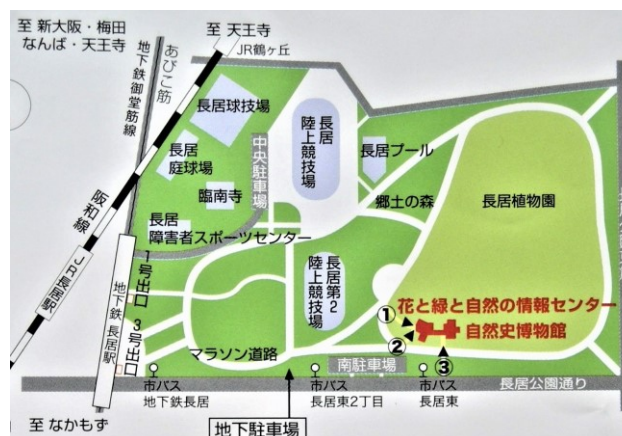 至 新大阪・梅田
なんば・天王寺
至 天王寺
JR鶴ヶ丘
あびこ筋
地下鉄御堂筋線
長居球技場
長居
庭球場
臨南寺
長居
障害者スポーツセンター
中央駐車場
長居
陸上競技場
長居プール
郷土の森
長居植物園
阪和線
JR長居駅
地下鉄 長居駅
1号出口
3号出口
長居第2
陸上競技場
マラソン道路
花と緑と自然の情報センター
自然史博物館
①
②
③
南駐車場
市バス
地下鉄長居
市バス
長居東2丁目
市バス
長居東
長居公園通り
至 なかもず
地下駐車場